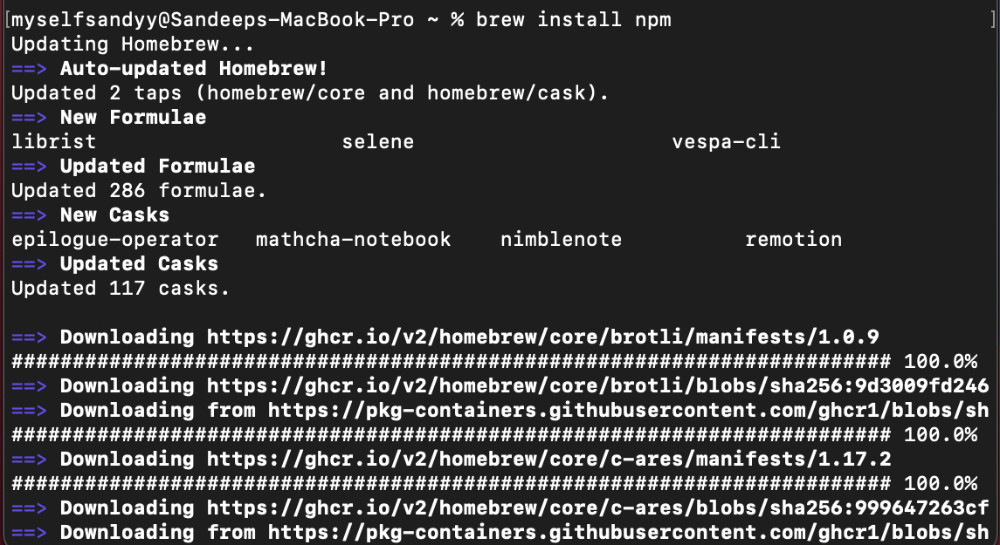 [myselfsandyy@Sandeeps-MacBook-Pro ~ % brew install npm ]
Updating Homebrew...
==> Auto-updated Homebrew!
Updated 2 taps (homebrew/core and homebrew/cask).
==> New Formulae
librist selene vespa-cli
==> Updated Formulae
Updated 286 formulae.
==> New Casks
epilogue-operator mathcha-notebook nimblenote remotion
==> Updated Casks
Updated 117 casks.
==> Downloading https://ghcr.io/v2/homebrew/core/brotli/manifests/1.0.9
######################################################################## 100.0%
==> Downloading https://ghcr.io/v2/homebrew/core/brotli/blobs/sha256:9d3009fd246
==> Downloading from https://pkg-containers.githubusercontent.com/ghcr1/blobs/sh
######################################################################## 100.0%
==> Downloading https://ghcr.io/v2/homebrew/core/c-ares/manifests/1.17.2
######################################################################## 100.0%
==> Downloading https://ghcr.io/v2/homebrew/core/c-ares/blobs/sha256:999647263cf
==> Downloading from https://pkg-containers.githubusercontent.com/ghcr1/blobs/sh